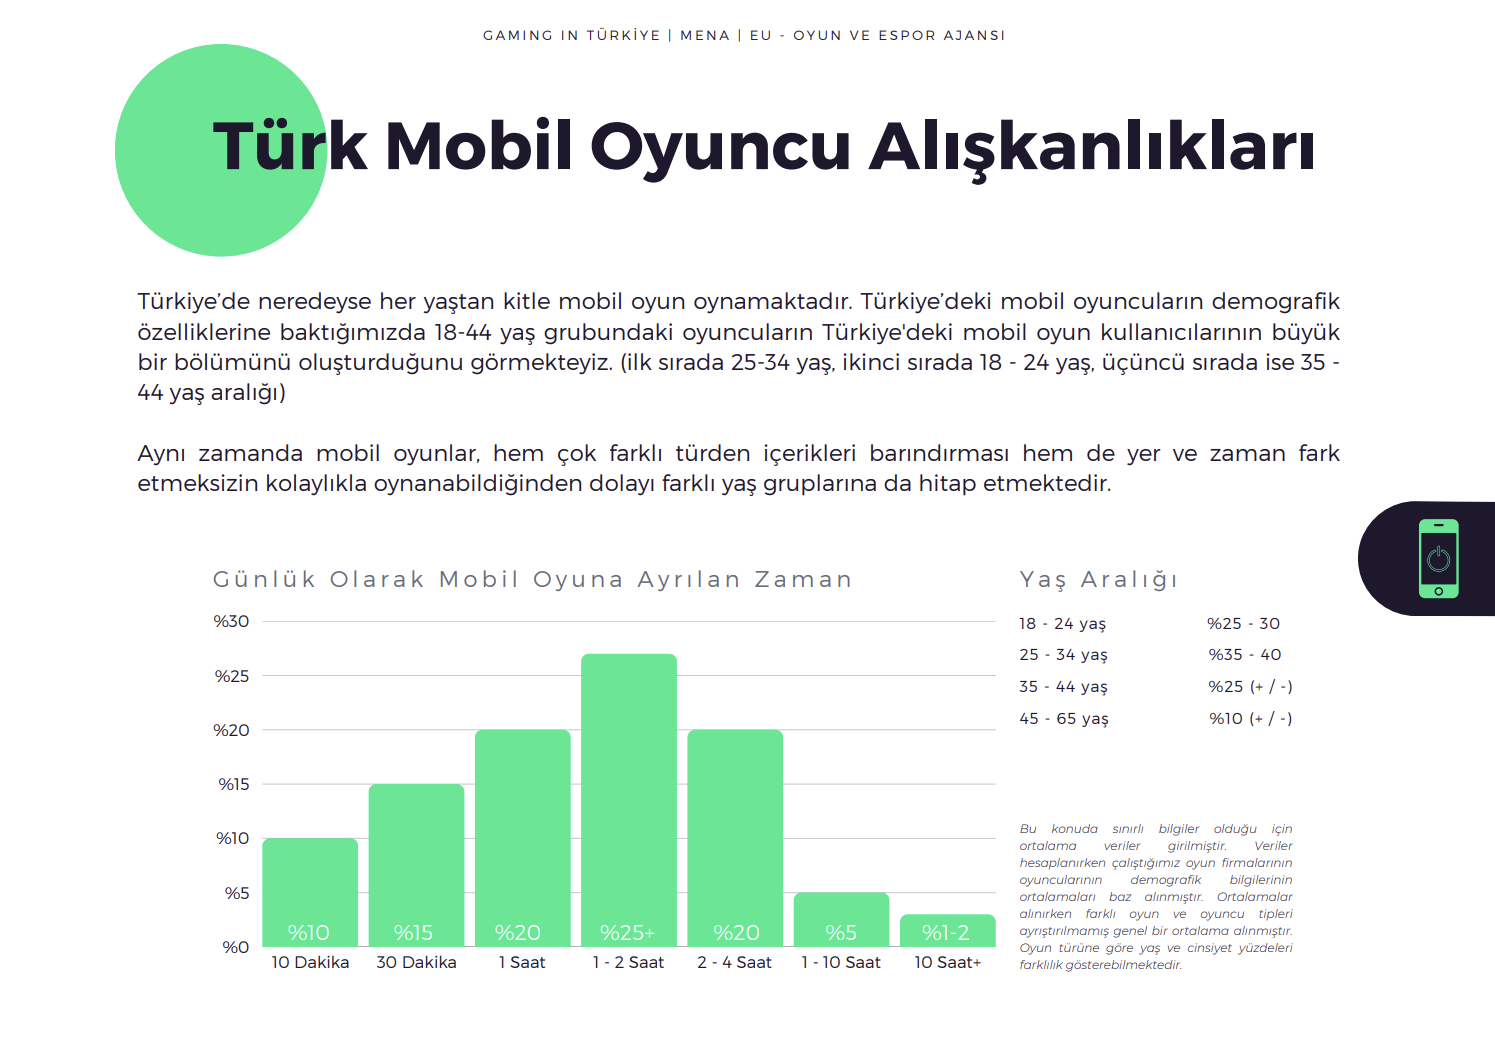 GAMING IN TÜRKİYE | MENA | EU - OYUN VE ESPOR AJANSI
Türk Mobil Oyuncu Alışkanlıkları
Türkiye’de neredeyse her yaştan kitle mobil oyun oynamaktadır. Türkiye’deki mobil oyuncuların demografik
özelliklerine baktığımızda 18-44 yaş grubundaki oyuncuların Türkiye'deki mobil oyun kullanıcılarının büyük
bir bölümünü oluşturduğunu görmekteyiz. (ilk sırada 25-34 yaş, ikinci sırada 18 - 24 yaş, üçüncü sırada ise 35 -
44 yaş aralığı)
Aynı zamanda mobil oyunlar, hem çok farklı türden içerikleri barındırması hem de yer ve zaman fark
etmeksizin kolaylıkla oynanabildiğinden dolayı farklı yaş gruplarına da hitap etmektedir.
Günlük Olarak Mobil Oyuna Ayrılan Zaman
%30
%25
%20
%15
%10
%5
%0
%10 %15 %20 %25+ %20 %5 %1-2
10 Dakika 30 Dakika 1 Saat 1 - 2 Saat 2 - 4 Saat 1 - 10 Saat 10 Saat+
Yaş Aralığı
18 - 24 yaş %25 - 30
25 - 34 yaş %35 - 40
35 - 44 yaş %25 (+ / -)
45 - 65 yaş %10 (+ / -)
Bu konuda sınırlı bilgiler olduğu için
ortalama veriler girilmiştir. Veriler
hesaplanırken çalıştığımız oyun firmalarının
oyuncularının demografik bilgilerinin
ortalamaları baz alınmıştır. Ortalamalar
alınırken farklı oyun ve oyuncu tipleri
ayrıştırılmamış genel bir ortalama alınmıştır.
Oyun türüne göre yaş ve cinsiyet yüzdeleri
farklılık gösterebilmektedir.